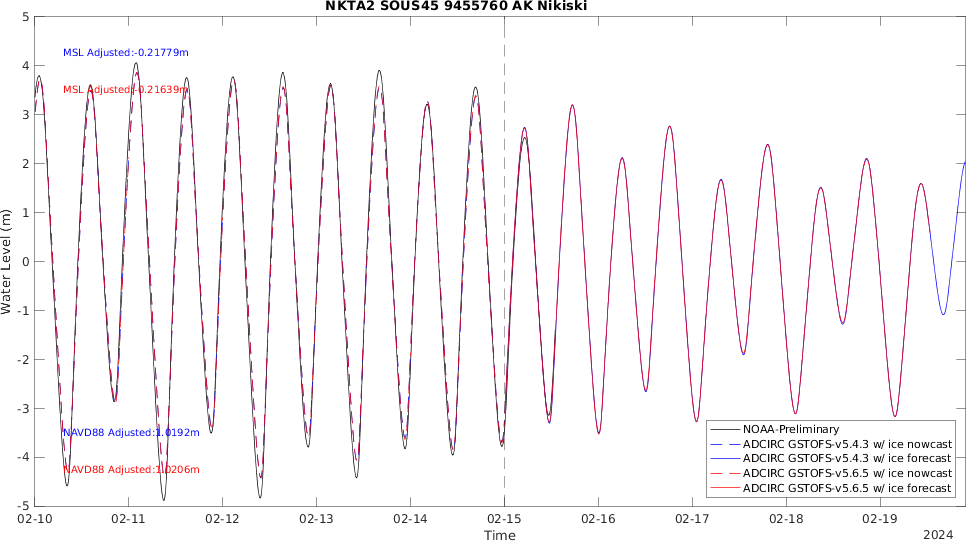 NKTA2 SOUS45 9455760 AK Nikiski
5
4
3
2
1
0
-1
-2
-3
-4
-5
Water Level (m)
MSL Adjusted:-0.21779m
MSL Adjusted:-0.21639m
NAVD88 Adjusted:1.0192m
NAVD88 Adjusted:1.0206m
NOAA-Preliminary
ADCIRC GSTOFS-v5.4.3 w/ ice nowcast
ADCIRC GSTOFS-v5.4.3 w/ ice forecast
ADCIRC GSTOFS-v5.6.5 w/ ice nowcast
ADCIRC GSTOFS-v5.6.5 w/ ice forecast
02-10 02-11 02-12 02-13 02-14 02-15 02-16 02-17 02-18 02-19
Time
2024